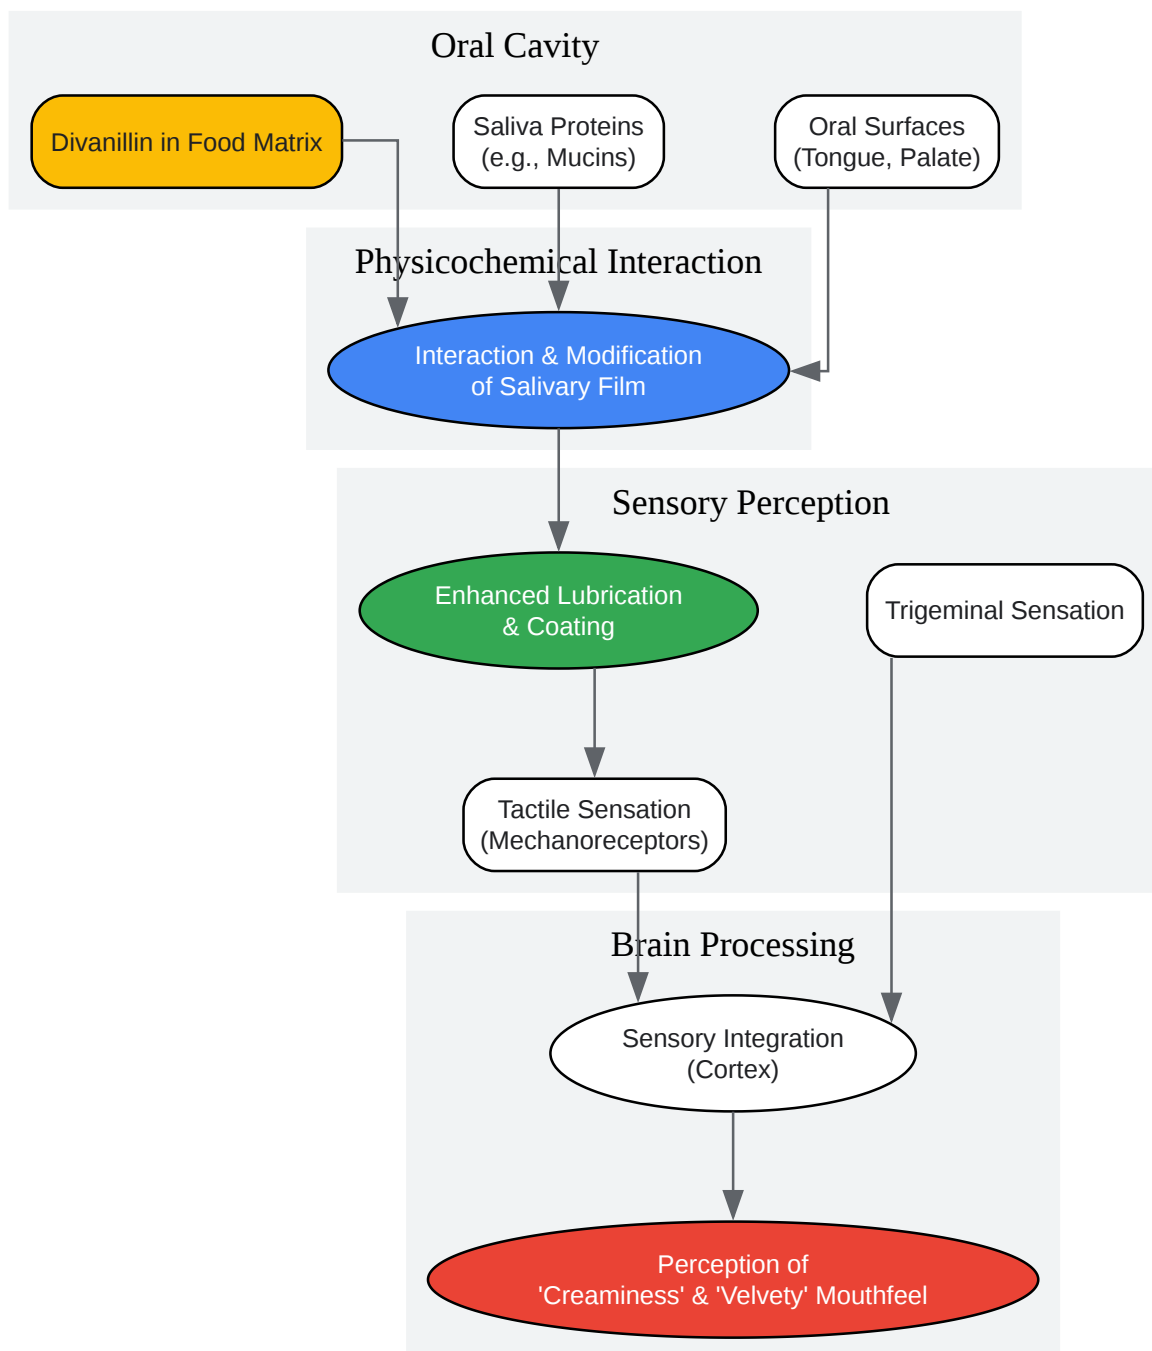 Oral Cavity
Divanillin in Food Matrix
Saliva Proteins
(e.g., Mucins)
Oral Surfaces
(Tongue, Palate)
Physicochemical Interaction
Interaction & Modification
of Salivary Film
Sensory Perception
Enhanced Lubrication
& Coating
Trigeminal Sensation
Tactile Sensation
(Mechanoreceptors)
Brain Processing
Sensory Integration
(Cortex)
Perception of
'Creaminess' & 'Velvety' Mouthfeel